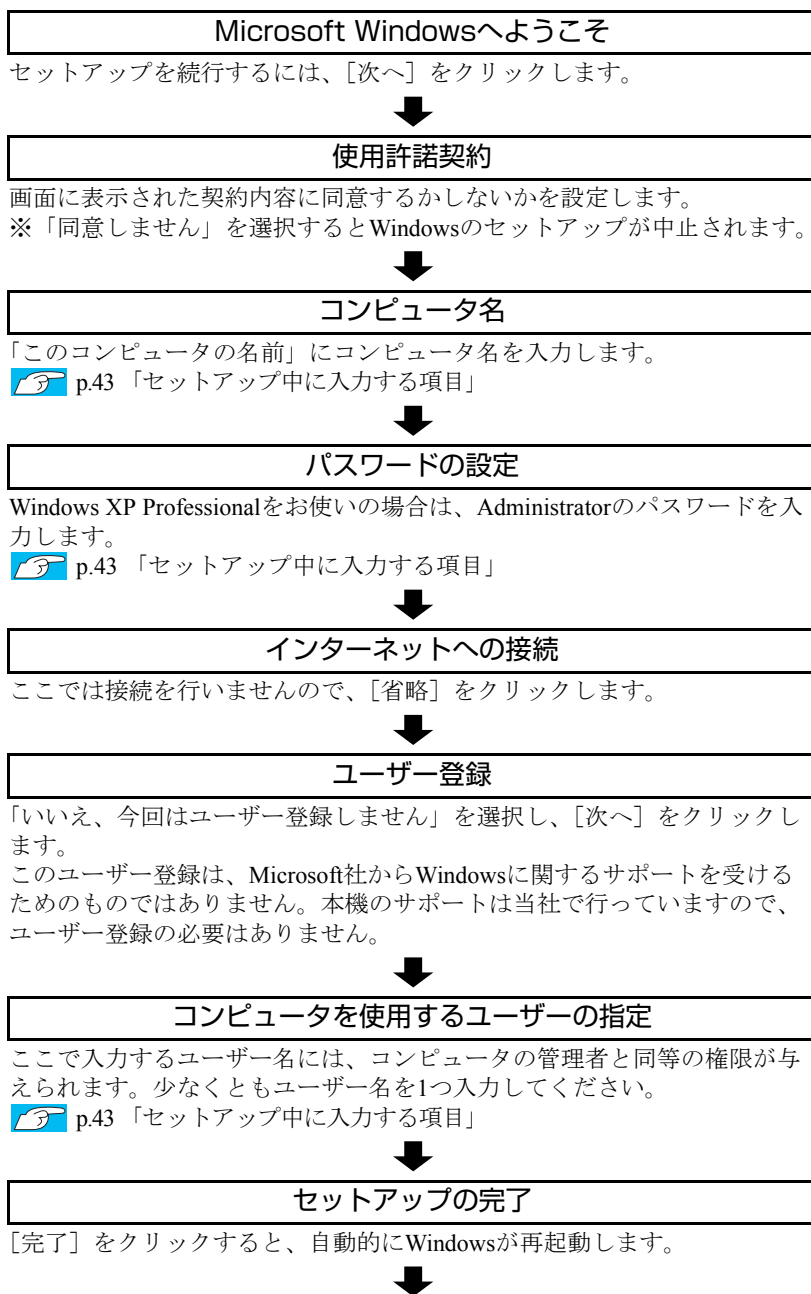 Microsoft Windowsへようこそ
セットアップを続行するには、［次へ］をクリックします。
使用許諾契約
画面に表示された契約内容に同意するかしないかを設定します。
※「同意しません」を選択するとWindowsのセットアップが中止されます。
コンピュータ名
「このコンピュータの名前」にコンピュータ名を入力します。
p.43 「セットアップ中に入力する項目」
パスワードの設定
Windows XP Professionalをお使いの場合は、Administratorのパスワードを入
力します。
p.43 「セットアップ中に入力する項目」
インターネットへの接続
ここでは接続を行いませんので、［省略］をクリックします。
ユーザー登録
「いいえ、今回はユーザー登録しません」を選択し、［次へ］をクリックし
ます。
このユーザー登録は、Microsoft社からWindowsに関するサポートを受ける
ためのものではありません。本機のサポートは当社で行っていますので、
ユーザー登録の必要はありません。
コンピュータを使用するユーザーの指定
ここで入力するユーザー名には、コンピュータの管理者と同等の権限が与
えられます。少なくともユーザー名を1つ入力してください。
p.43 「セットアップ中に入力する項目」
セットアップの完了
［完了］をクリックすると、自動的にWindowsが再起動します。